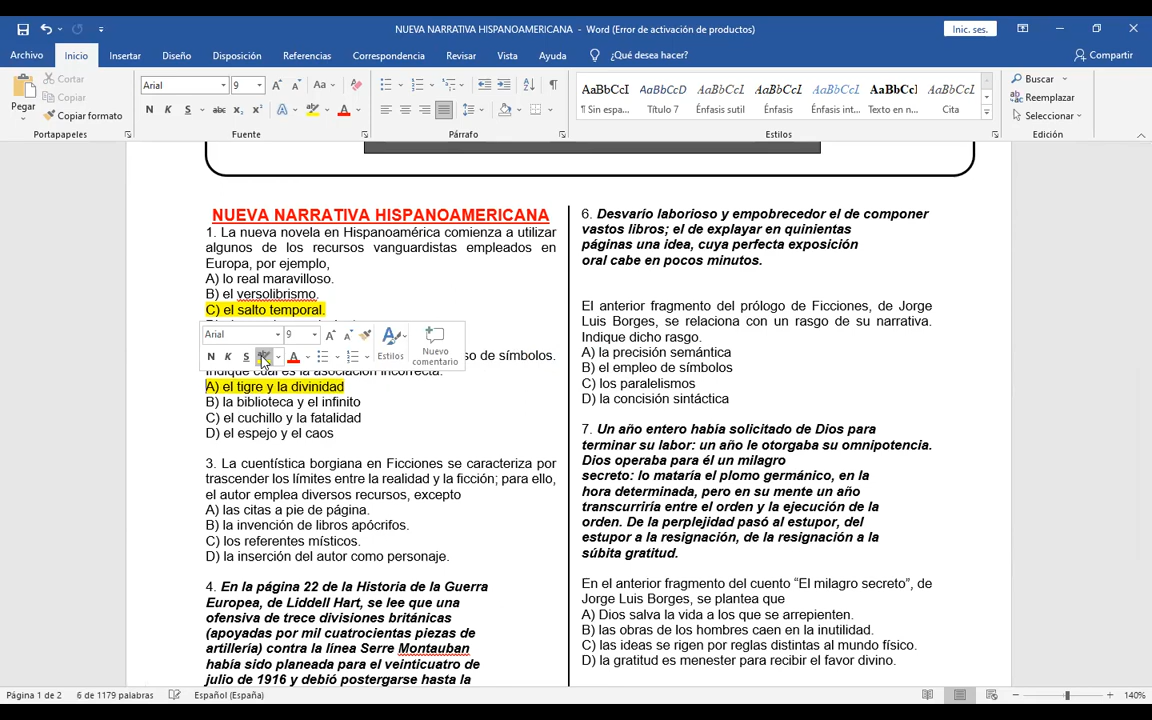 NUEVA NARRATIVA HISPANOAMERICANA - Word (Error de activación de productos)
Inic. ses.
Archivo
Inicio
Insertar
Diseño
Disposición
Referencias
Correspondencia
Revisar
Vista
Ayuda
¿Qué desea hacer?
Compartir
Pegar
Cortar
Copiar
Copiar formato
Portapapeles
Arial
9
Aa
N K S abc x₂ x² A A
Fuente
Párrafo
AaBbCcI
¶ Sin espa...
AaBbCcD
Título 7
AaBbCcL
Énfasis sutil
AaBbCcL
Énfasis
AaBbCcL
Énfasis int...
AaBbCc
Texto en n...
AaBbCcL
Cita
Estilos
Buscar
Reemplazar
Seleccionar
Edición
NUEVA NARRATIVA HISPANOAMERICANA
1. La nueva novela en Hispanoamérica comienza a utilizar
algunos de los recursos vanguardistas empleados en
Europa, por ejemplo,
A) lo real maravilloso.
B) el versolibrismo.
C) el salto temporal.
Arial
9
N K S A
Estilos
Nuevo
comentario
so de símbolos.
Indique cuál es la asociación incorrecta.
A) el tigre y la divinidad
B) la biblioteca y el infinito
C) el cuchillo y la fatalidad
D) el espejo y el caos
3. La cuentística borgiana en Ficciones se caracteriza por
trascender los límites entre la realidad y la ficción; para ello,
el autor emplea diversos recursos, excepto
A) las citas a pie de página.
B) la invención de libros apócrifos.
C) los referentes místicos.
D) la inserción del autor como personaje.
4. En la página 22 de la Historia de la Guerra
Europea, de Liddell Hart, se lee que una
ofensiva de trece divisiones británicas
(apoyadas por mil cuatrocientas piezas de
artillería) contra la línea Serre Montauban
había sido planeada para el veinticuatro de
julio de 1916 y debió postergarse hasta la
6. Desvarío laborioso y empobrecedor el de componer
vastos libros; el de explayar en quinientas
páginas una idea, cuya perfecta exposición
oral cabe en pocos minutos.
El anterior fragmento del prólogo de Ficciones, de Jorge
Luis Borges, se relaciona con un rasgo de su narrativa.
Indique dicho rasgo.
A) la precisión semántica
B) el empleo de símbolos
C) los paralelismos
D) la concisión sintáctica
7. Un año entero había solicitado de Dios para
terminar su labor: un año le otorgaba su omnipotencia.
Dios operaba para él un milagro
secreto: lo mataría el plomo germánico, en la
hora determinada, pero en su mente un año
transcurriría entre el orden y la ejecución de la
orden. De la perplejidad pasó al estupor, del
estupor a la resignación, de la resignación a la
súbita gratitud.
En el anterior fragmento del cuento “El milagro secreto”, de
Jorge Luis Borges, se plantea que
A) Dios salva la vida a los que se arrepienten.
B) las obras de los hombres caen en la inutilidad.
C) las ideas se rigen por reglas distintas al mundo físico.
D) la gratitud es menester para recibir el favor divino.
Página 1 de 2
6 de 1179 palabras
Español (España)
140%